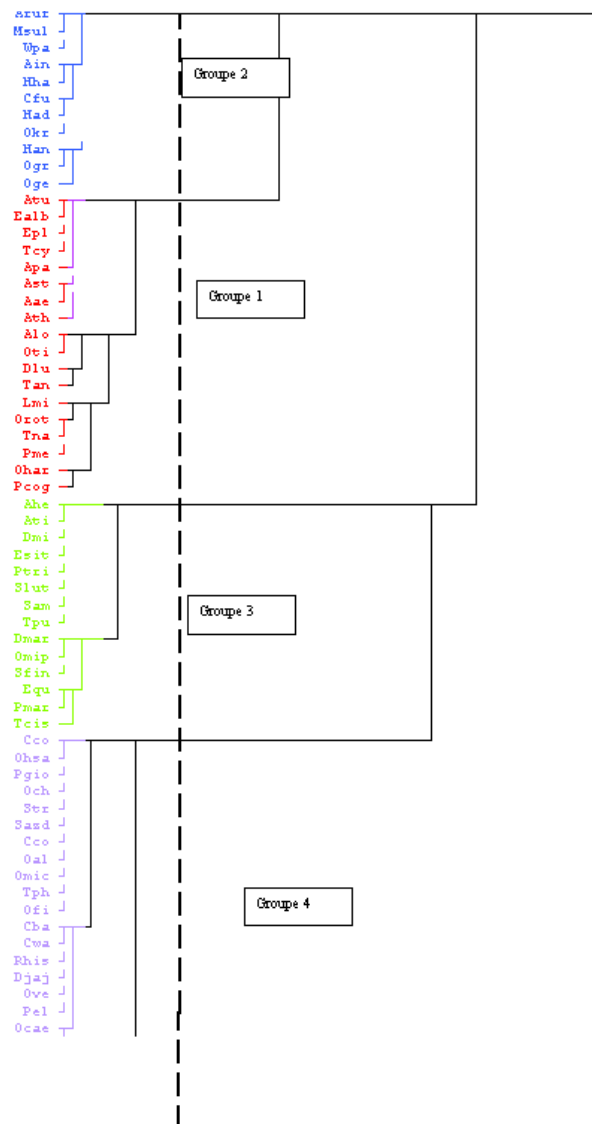 Arur
Msul
Wpa
Ain
Groupe 2
Hha
Cfu
Had
Okr
Han
Ogr
Oge
Atu
Ealb
Epl
Tcy
Apa
Ast
Groupe 1
Aae
Ath
Alo
Oti
Dlu
Tan
Lmi
Orot
Tna
Pme
Ohar
Pcog
Ahe
Ati
Dmi
Esit
Ptri
Slut
Sam
Groupe 3
Tpu
Dmar
Omip
Sfin
Equ
Pmar
Tcis
Cco
Ohsa
Pgio
Och
Str
Sasd
Cco
Oal
Omic
Tph
Groupe 4
Ofi
Cba
Cwa
Rhis
Djaj
Ove
Pel
Ocae